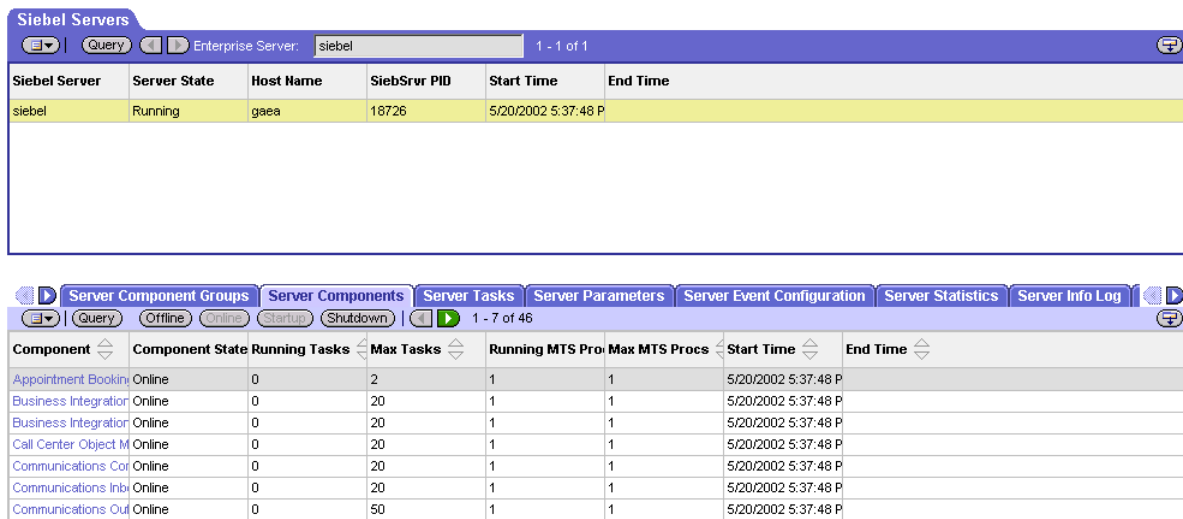 Siebel Servers
Query Enterprise Server: siebel 1 - 1 of 1
Siebel Server Server State Host Name SiebSrvr PID Start Time End Time
siebel Running gaea 18726 5/20/2002 5:37:48 P
Server Component Groups Server Components Server Tasks Server Parameters Server Event Configuration Server Statistics Server Info Log
Query Offline Online Startup Shutdown 1 - 7 of 46
Component Component State Running Tasks Max Tasks Running MTS Pro Max MTS Procs Start Time End Time
Appointment Bookin Online 0 2 1 1 5/20/2002 5:37:48 P
Business Integration Online 0 20 1 1 5/20/2002 5:37:48 P
Business Integration Online 0 20 1 1 5/20/2002 5:37:48 P
Call Center Object M Online 0 20 1 1 5/20/2002 5:37:48 P
Communications Con Online 0 20 1 1 5/20/2002 5:37:48 P
Communications Inb Online 0 20 1 1 5/20/2002 5:37:48 P
Communications Out Online 0 50 1 1 5/20/2002 5:37:48 P